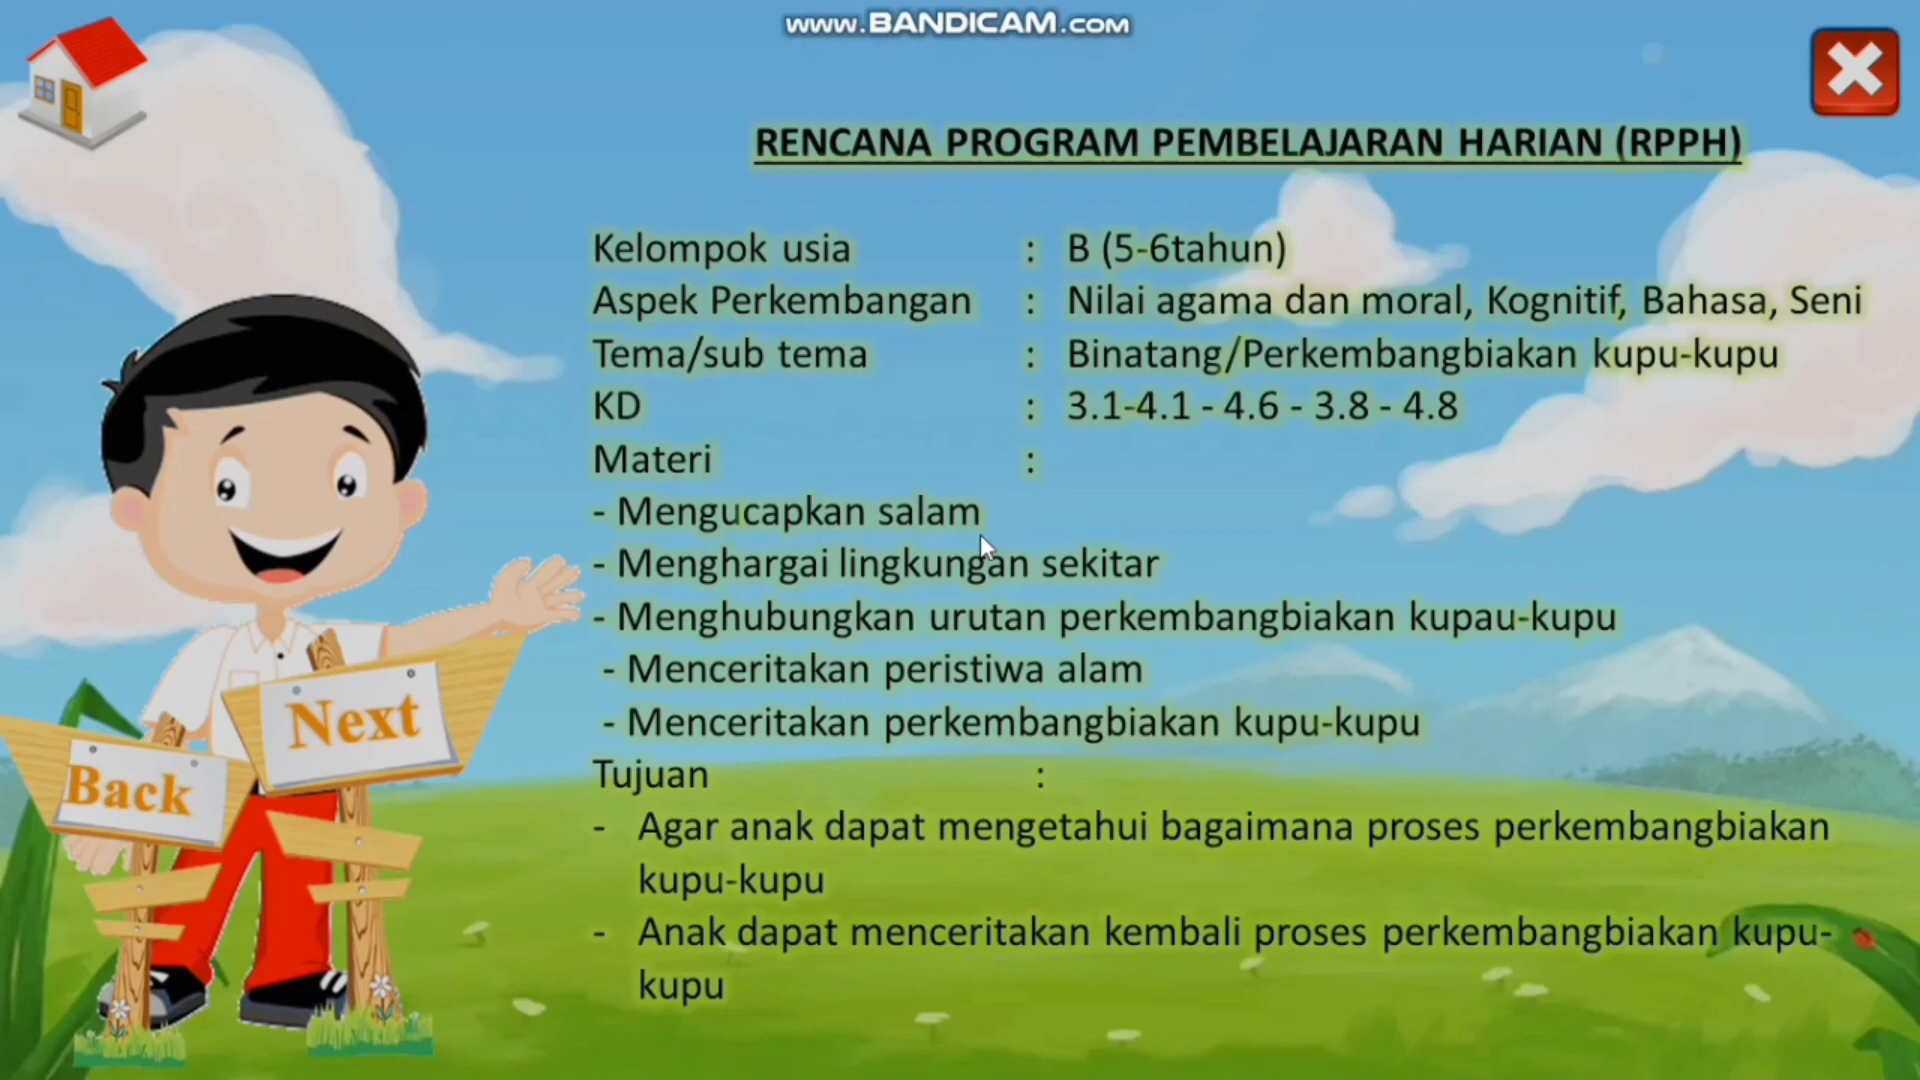 www.BANDICAM.com
RENCANA PROGRAM PEMBELAJARAN HARIAN (RPPH)
Kelompok usia : B (5-6tahun)
Aspek Perkembangan : Nilai agama dan moral, Kognitif, Bahasa, Seni
Tema/sub tema : Binatang/Perkembangbiakan kupu-kupu
KD : 3.1-4.1 - 4.6 - 3.8 - 4.8
Materi :
- Mengucapkan salam
- Menghargai lingkungan sekitar
- Menghubungkan urutan perkembangbiakan kupau-kupu
- Menceritakan peristiwa alam
- Menceritakan perkembangbiakan kupu-kupu
Tujuan :
- Agar anak dapat mengetahui bagaimana proses perkembangbiakan
kupu-kupu
- Anak dapat menceritakan kembali proses perkembangbiakan kupu-
kupu
Next
Back